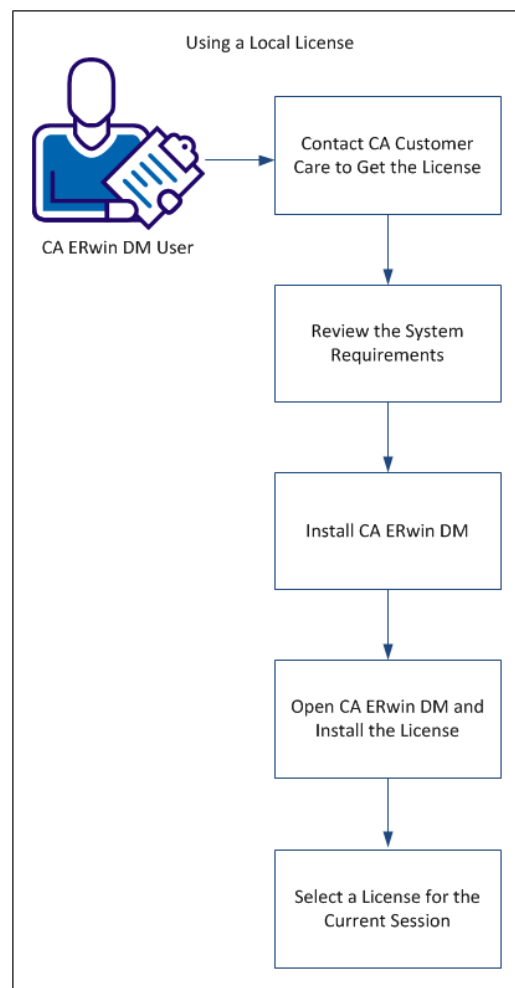 Using a Local License
Contact CA Customer
Care to Get the License
CA ERwin DM User
Review the System
Requirements
Install CA ERwin DM
Open CA ERwin DM and
Install the License
Select a License for the
Current Session